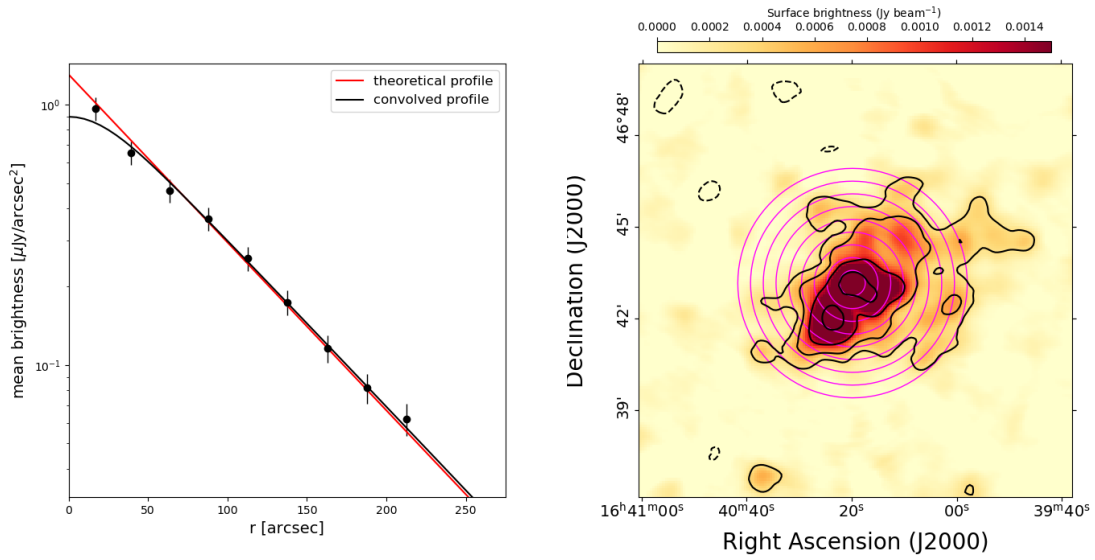 theoretical profile
convolved profile
10⁰
10⁻¹
mean brightness [μJy/arcsec²]
0 50 100 150 200 250
r [arcsec]
Surface brightness (Jy beam⁻¹)
0.0000 0.0002 0.0004 0.0006 0.0008 0.0010 0.0012 0.0014
46°48'
45'
42'
39'
Declination (J2000)
16ʰ41ᵐ00ˢ 40ᵐ40ˢ 20ˢ 00ˢ 39ᵐ40ˢ
Right Ascension (J2000)